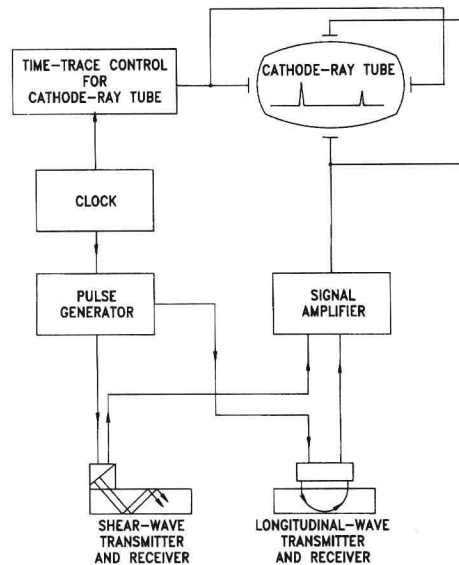 TIME-TRACE CONTROL
FOR
CATHODE-RAY TUBE
CATHODE-RAY TUBE
CLOCK
PULSE
GENERATOR
SIGNAL
AMPLIFIER
SHEAR-WAVE
TRANSMITTER
AND RECEIVER
LONGITUDINAL-WAVE
TRANSMITTER
AND RECEIVER